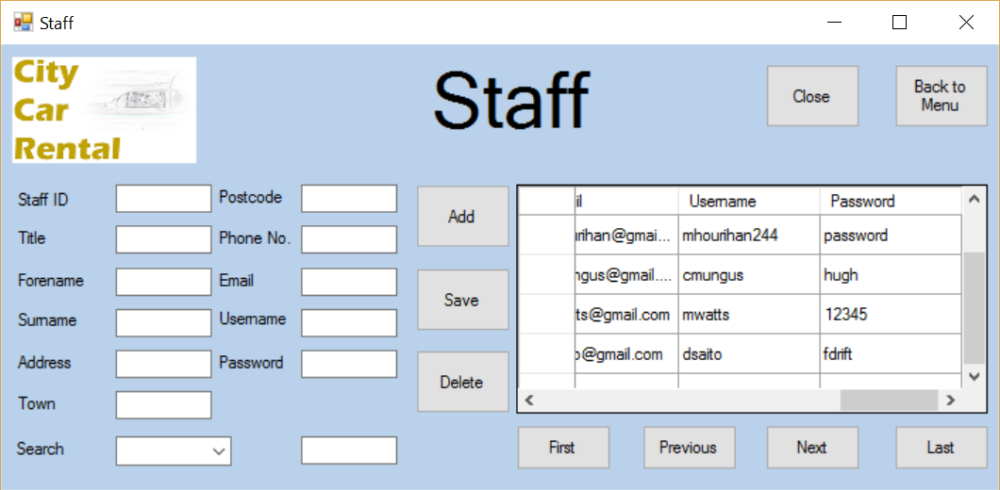 Staff
City
Car
Rental
Staff
Close
Back to
Menu
Staff ID
Postcode
Title
Phone No.
Forename
Email
Surname
Username
Address
Password
Town
Search
Add
Save
Delete
il Username Password
urihan@gmai... mhourihan244 password
ngus@gmail.... cmungus hugh
ts@gmail.com mwatts 12345
o@gmail.com dsaito fdrift
First
Previous
Next
Last